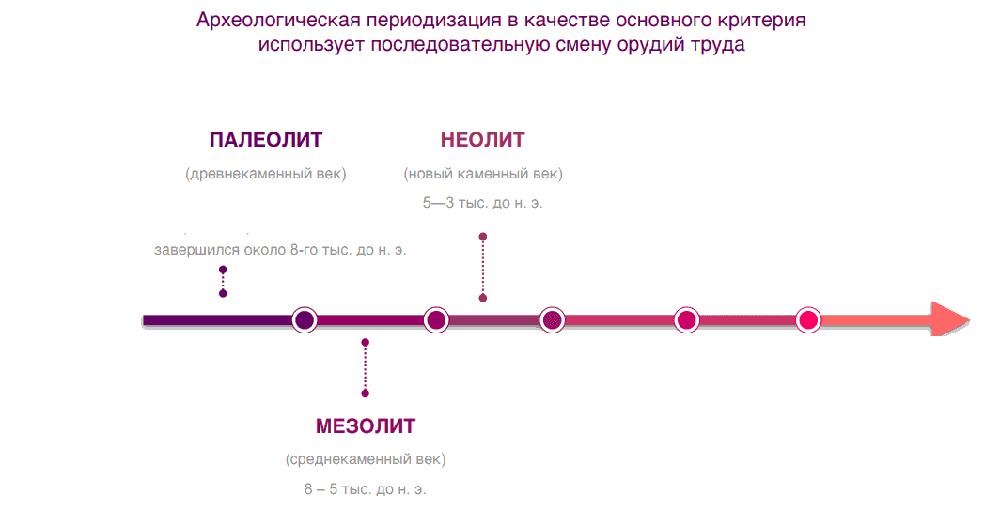 Археологическая периодизация в качестве основного критерия
использует последовательную смену орудий труда
ПАЛЕОЛИТ
(древнекаменный век)
завершился около 8-го тыс. до н. э.
НЕОЛИТ
(новый каменный век)
5—3 тыс. до н. э.
МЕЗОЛИТ
(среднекаменный век)
8 – 5 тыс. до н. э.